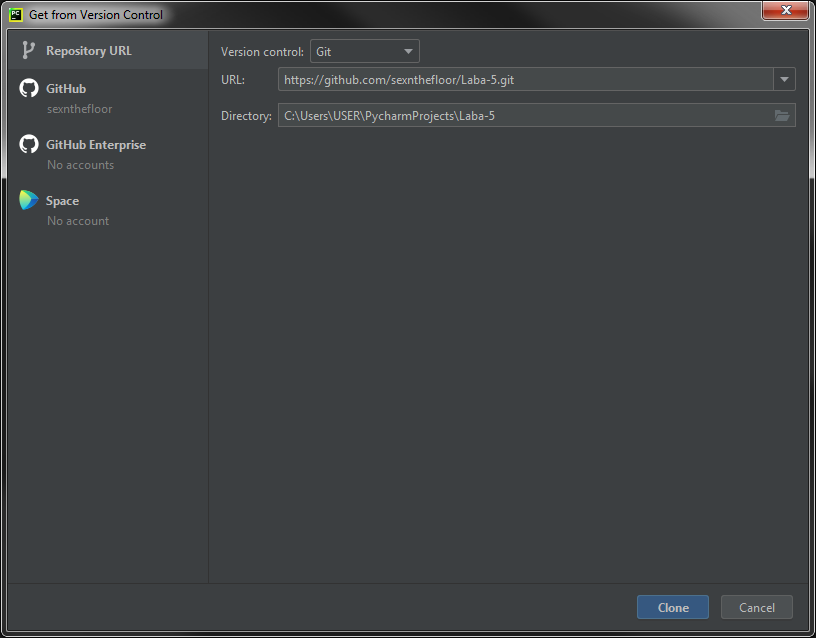 Get from Version Control
Repository URL
GitHub
sexnthefloor
GitHub Enterprise
No accounts
Space
No account
Version control: Git
URL: https://github.com/sexnthefloor/Laba-5.git
Directory: C:\Users\USER\PycharmProjects\Laba-5
Clone Cancel